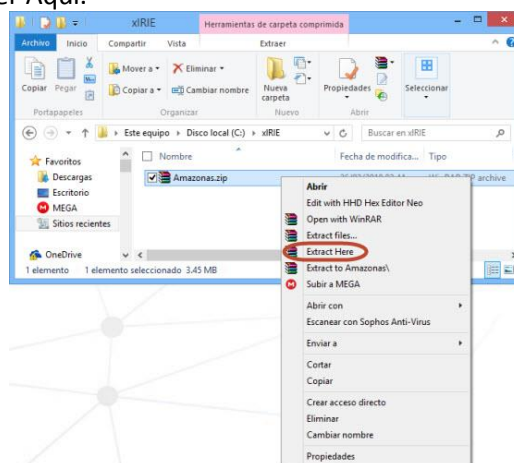 er Aquí.
xIRIE
Herramientas de carpeta comprimida
Archivo Inicio Compartir Vista Extraer
Copiar Pegar
Mover a
Copiar a
Eliminar
Cambiar nombre
Nueva carpeta
Propiedades
Seleccionar
Portapapeles Organizar Nuevo Abrir
Este equipo Disco local (C:) xIRIE
Buscar en xIRIE
Favoritos
Descargas
Escritorio
MEGA
Sitios recientes
OneDrive
Nombre Fecha de modifica... Tipo
Amazonas.zip archive
1 elemento 1 elemento seleccionado 3.45 MB
Abrir
Edit with HHD Hex Editor Neo
Open with WinRAR
Extract files...
Extract Here
Extract to Amazonas\
Subir a MEGA
Abrir con
Escanear con Sophos Anti-Virus
Enviar a
Cortar
Copiar
Crear acceso directo
Eliminar
Cambiar nombre
Propiedades